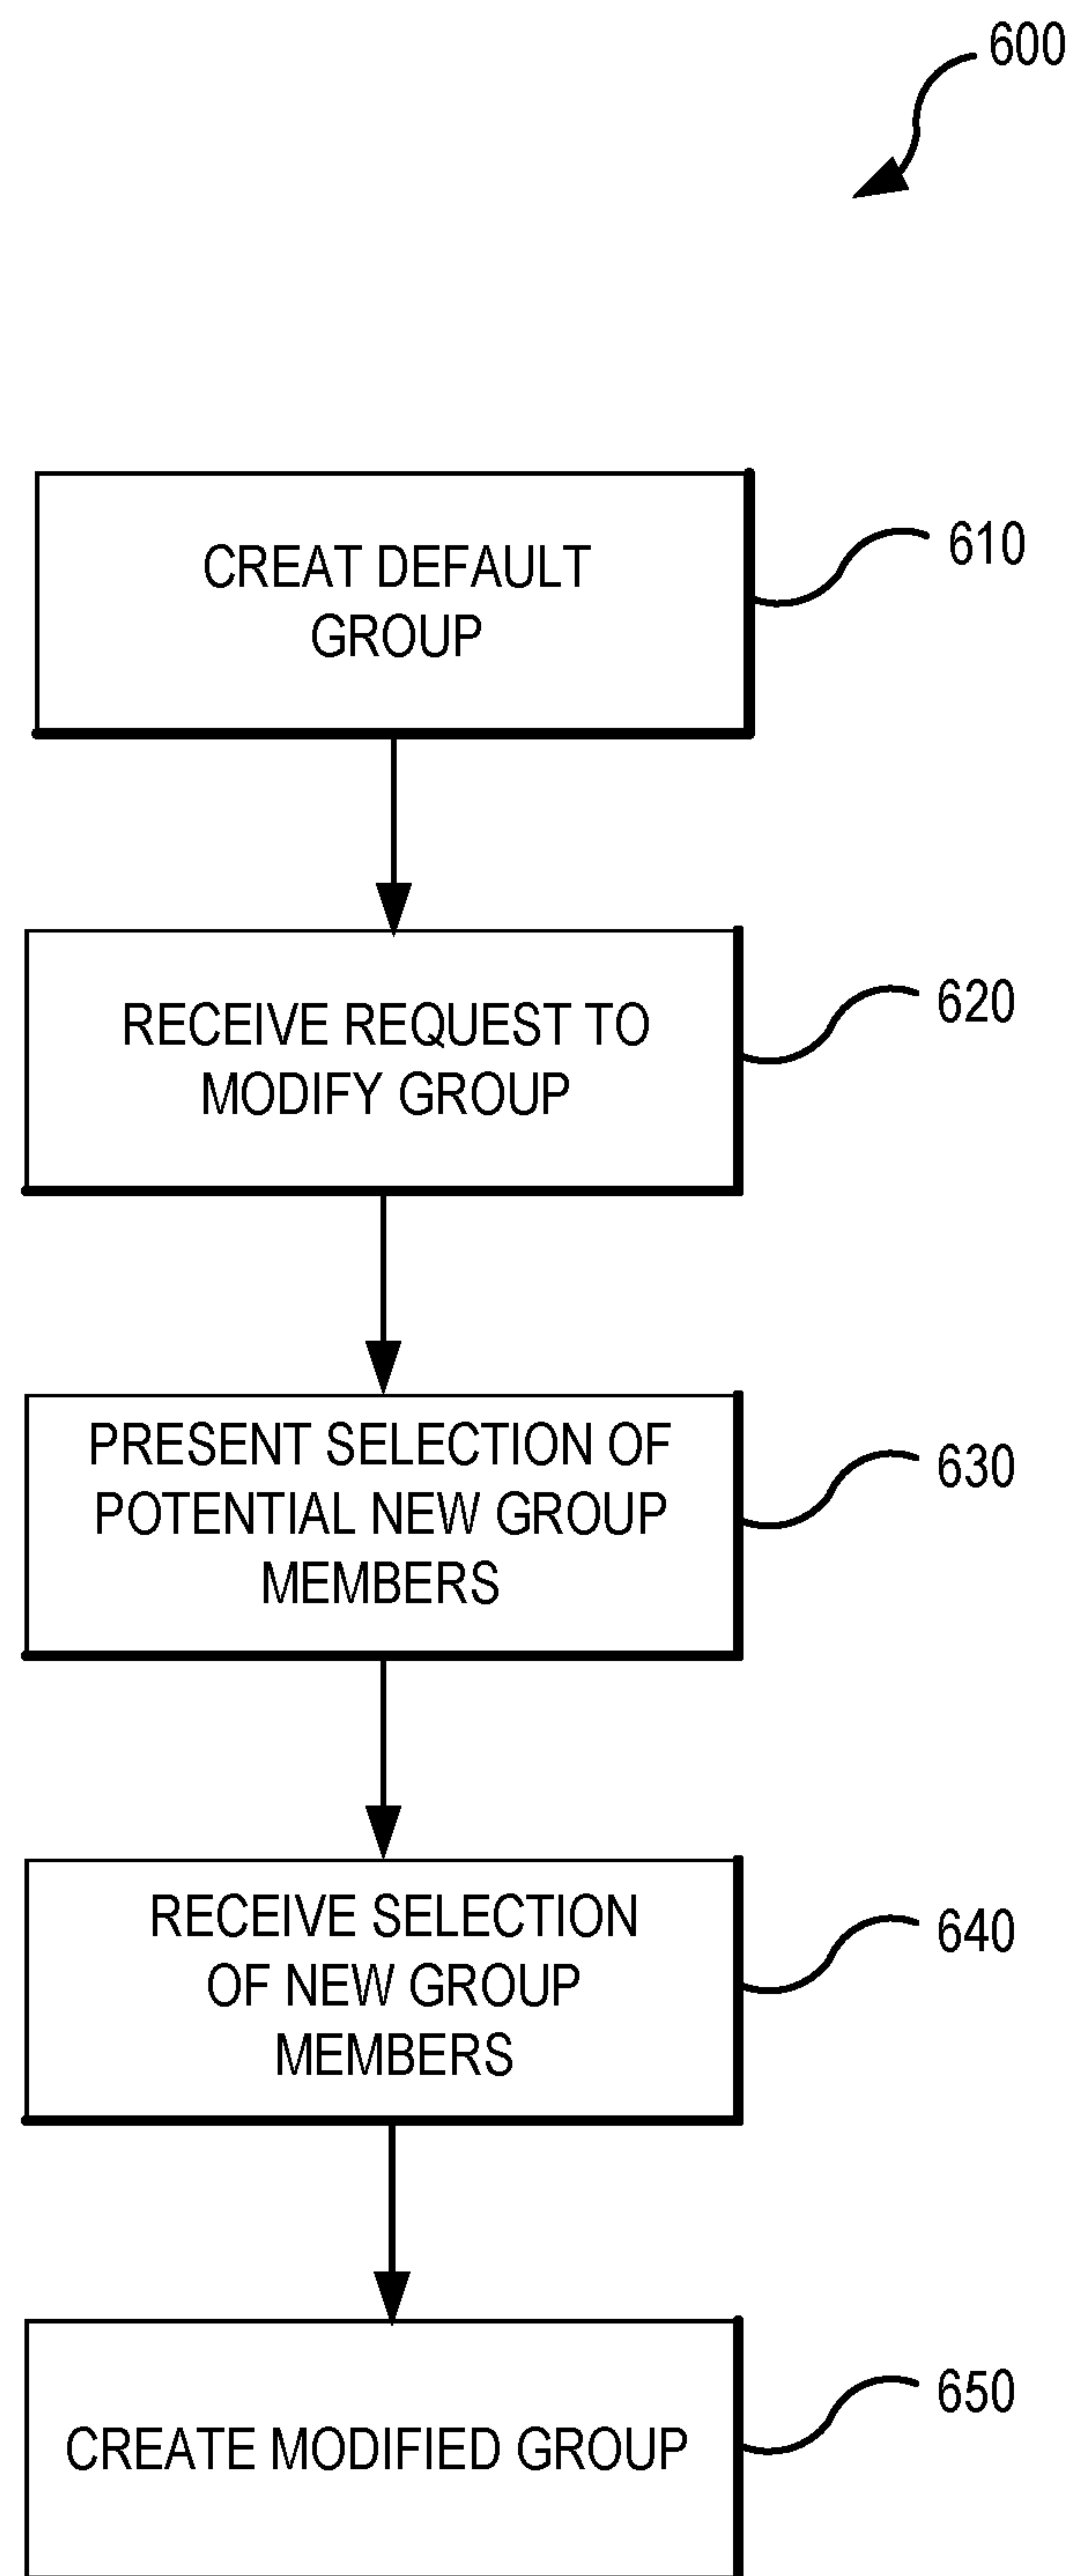 600
CREAT DEFAULT
GROUP
610
RECEIVE REQUEST TO
MODIFY GROUP
620
PRESENT SELECTION OF
POTENTIAL NEW GROUP
MEMBERS
630
RECEIVE SELECTION
OF NEW GROUP
MEMBERS
640
CREATE MODIFIED GROUP
650